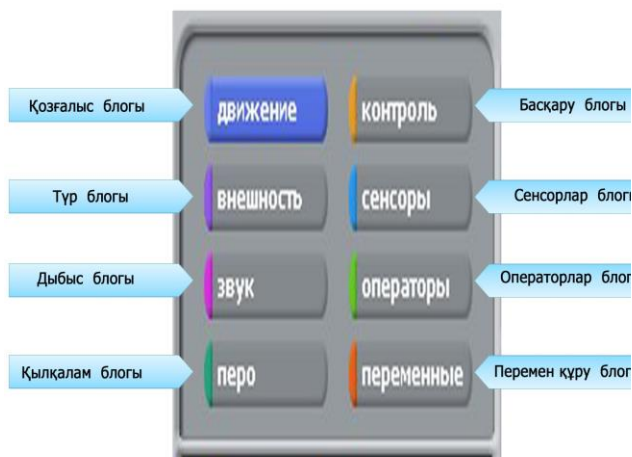 Қозғалыс блогы движение контроль Басқару блогы
Түр блогы внешность сенсоры Сенсорлар блогы
Дыбыс блогы звук операторы Операторлар блог
Қылқалам блогы перо переменные Перемен құру блог